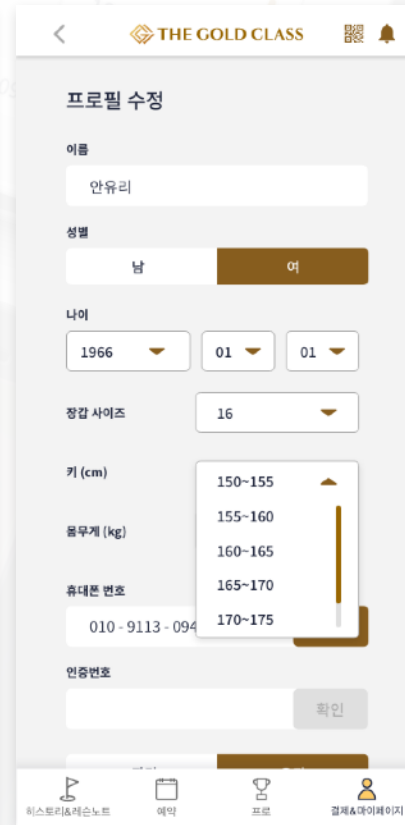 THE GOLD CLASS
프로필 수정
이름
안유리
성별
남 여
나이
1966 01 01
장갑 사이즈 16
키 (cm) 150~155
155~160
몸무게 (kg)
160~165
165~170
휴대폰 번호
170~175
010 - 9113 - 094
인증번호
확인
히스토리&레슨노트 예약 프로 결제&마이페이지